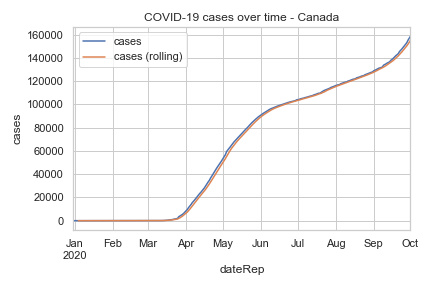 COVID-19 cases over time - Canada
cases
cases (rolling)
160000
140000
120000
100000
80000
60000
40000
20000
0
cases
Jan Feb Mar Apr May Jun Jul Aug Sep Oct
2020
dateRep